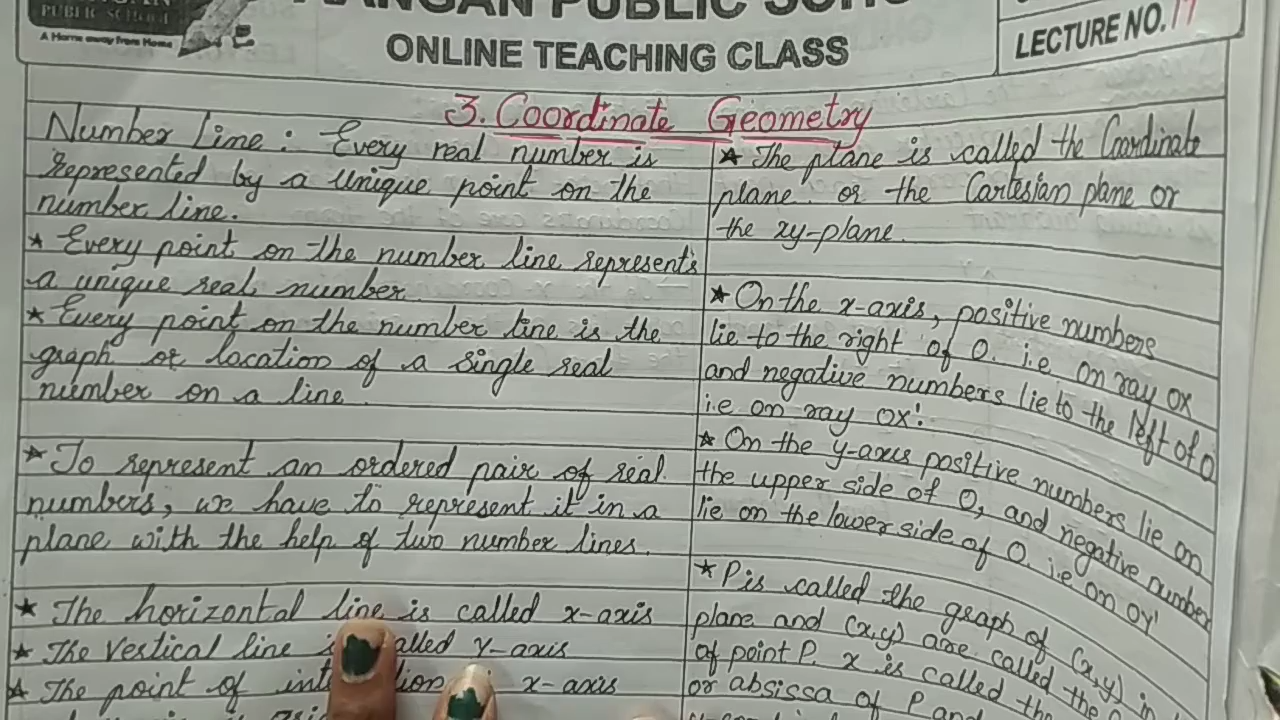 PUBLIC SCHOOL
A Home away from Home
PUBLIC
ONLINE TEACHING CLASS
LECTURE NO. 17
3. Coordinate Geometry
Number Line : Every real number is
represented by a unique point on the
number line.
★ Every point on the number line represents
a unique real number.
★ Every point on the number line is the
graph or location of a single real
number on a line.
★ To represent an ordered pair of real
numbers, we have to represent it in a
plane with the help of two number lines.
★ The horizontal line is called x-axis
★ The Vertical line is called Y-axis
★ The point of x-axis
★ The plane is called the Coordinate
plane or the Cartesian plane or
the xy-plane.
★ On the x-axis, positive numbers
lie to the right of O. i.e on ray ox
and negative numbers lie to the left of O
i.e on ray ox'.
★ On the y-axis positive numbers lie on
the upper side of O, and negative number
lie on the lower side of O. i.e on oy'
★ P is called the graph of (x,y) in
plane and (x,y) are called the
of point P. x is called the
or absissa of P and